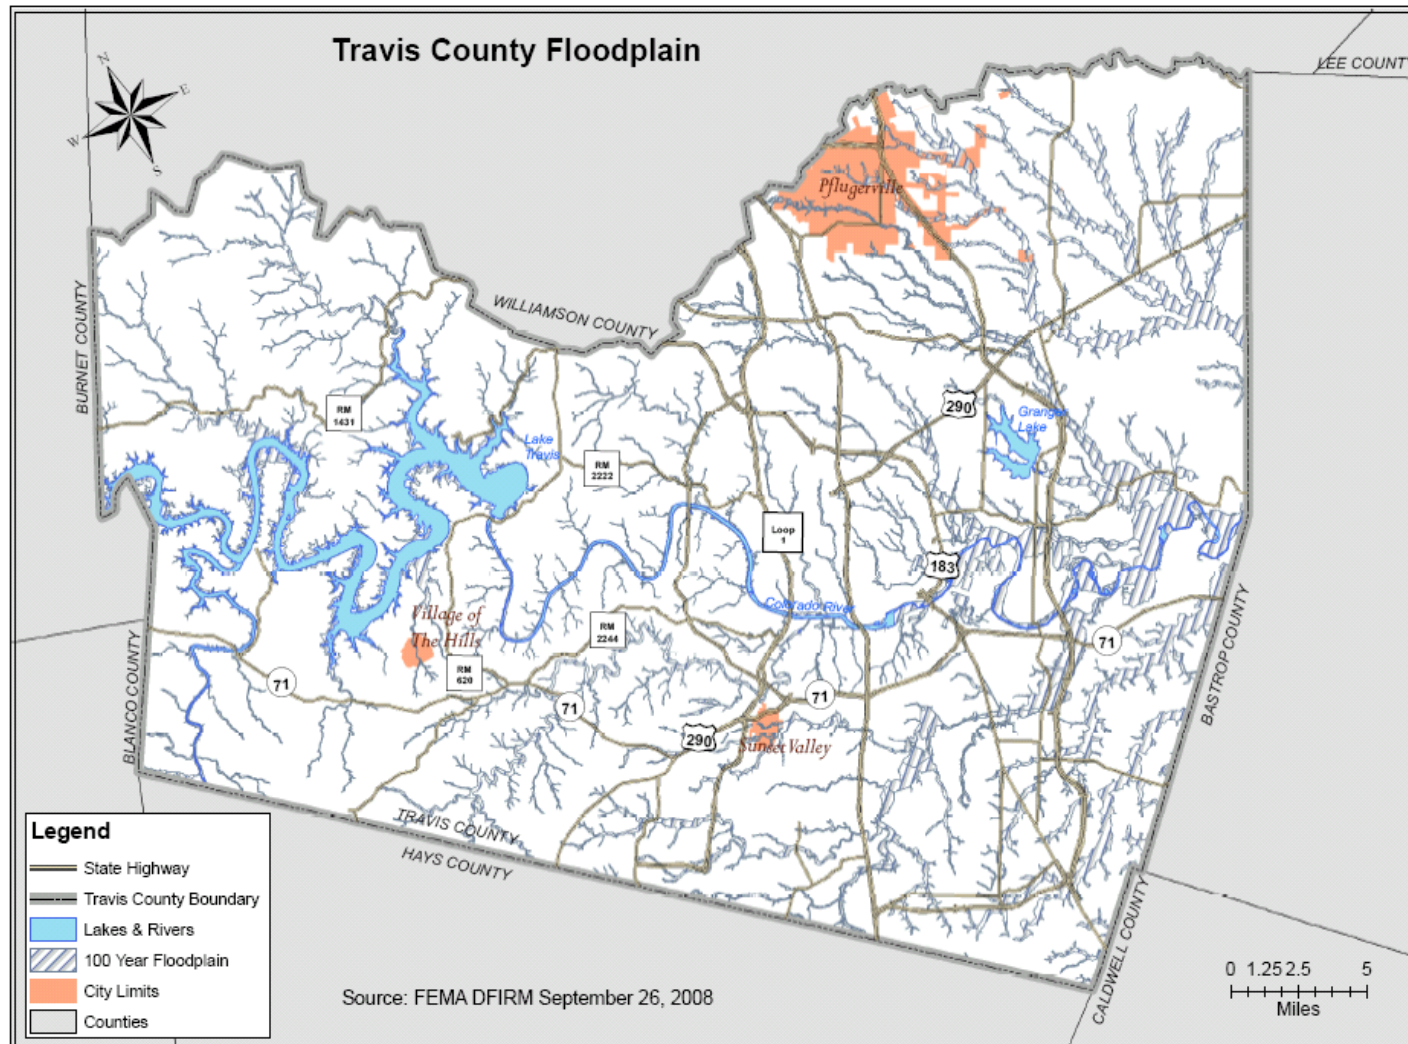 Travis County Floodplain
LEE COUNTY
N
E
W
S
Pflugerville
WILLIAMSON COUNTY
BURNET COUNTY
RM
1431
290
Granger
Lake
Lake
Travis
RM
2222
Loop
1
183
Colorado River
Village of
The Hills
RM
2244
RM
620
71
71
71
71
290
Sunset Valley
BLANCO COUNTY
BASTROP COUNTY
TRAVIS COUNTY
HAYS COUNTY
CALDWELL COUNTY
Legend
State Highway
Travis County Boundary
Lakes & Rivers
100 Year Floodplain
City Limits
Counties
Source: FEMA DFIRM September 26, 2008
0 1.25 2.5 5
Miles